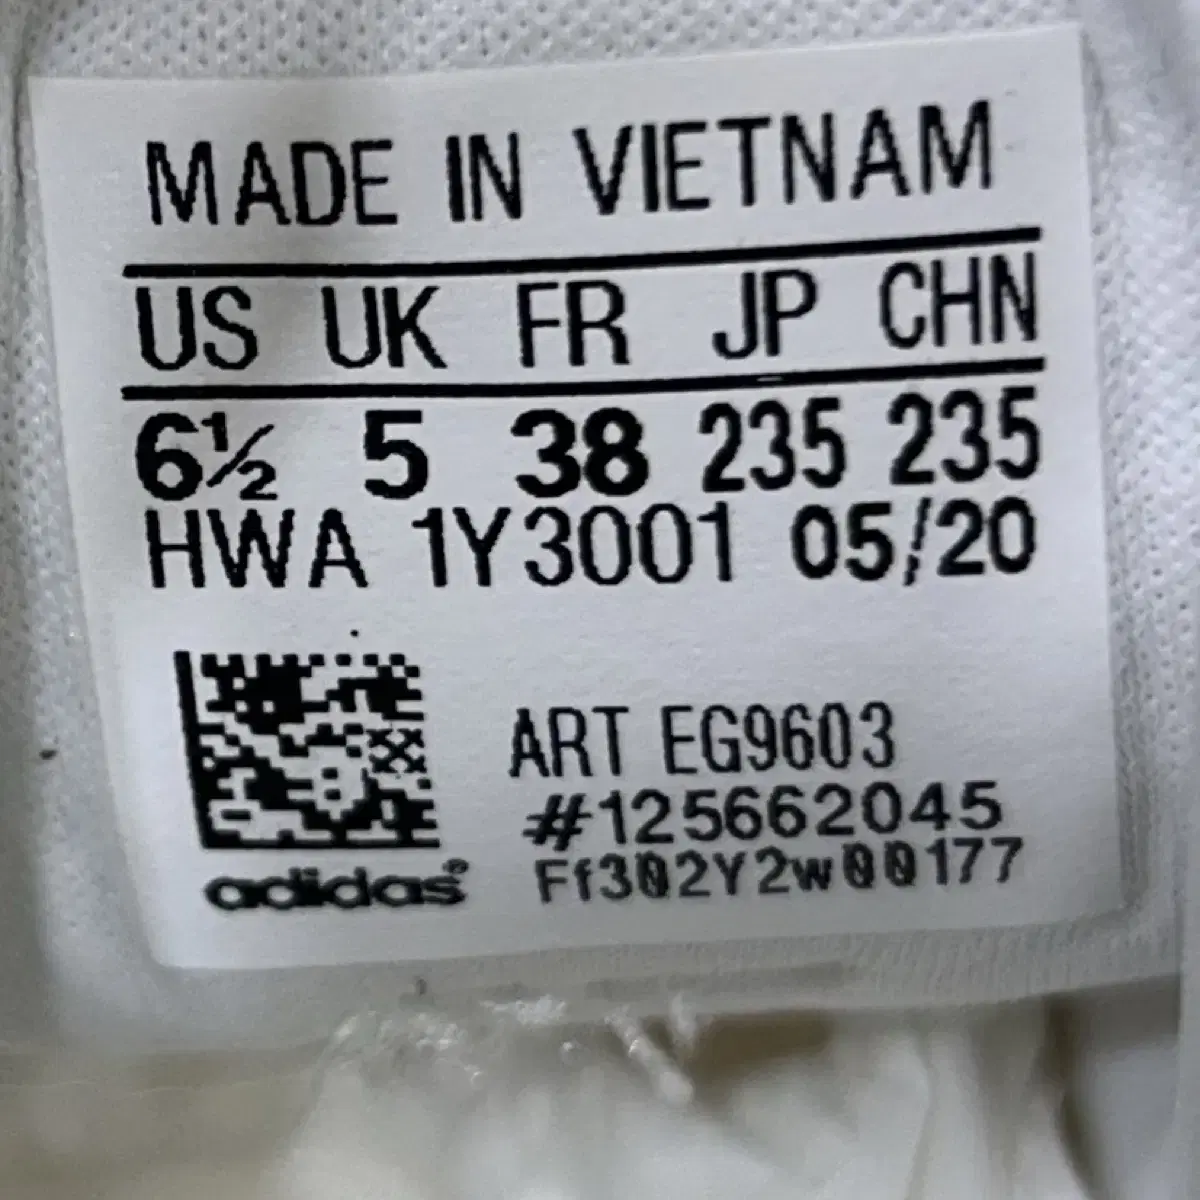 MADE IN VIETNAM
US UK FR JP CHN
6½ 5 38 235 235
HWA 1Y3001 05/20
ART EG9603
#125662045
Ff302Y2w00177
adidas®